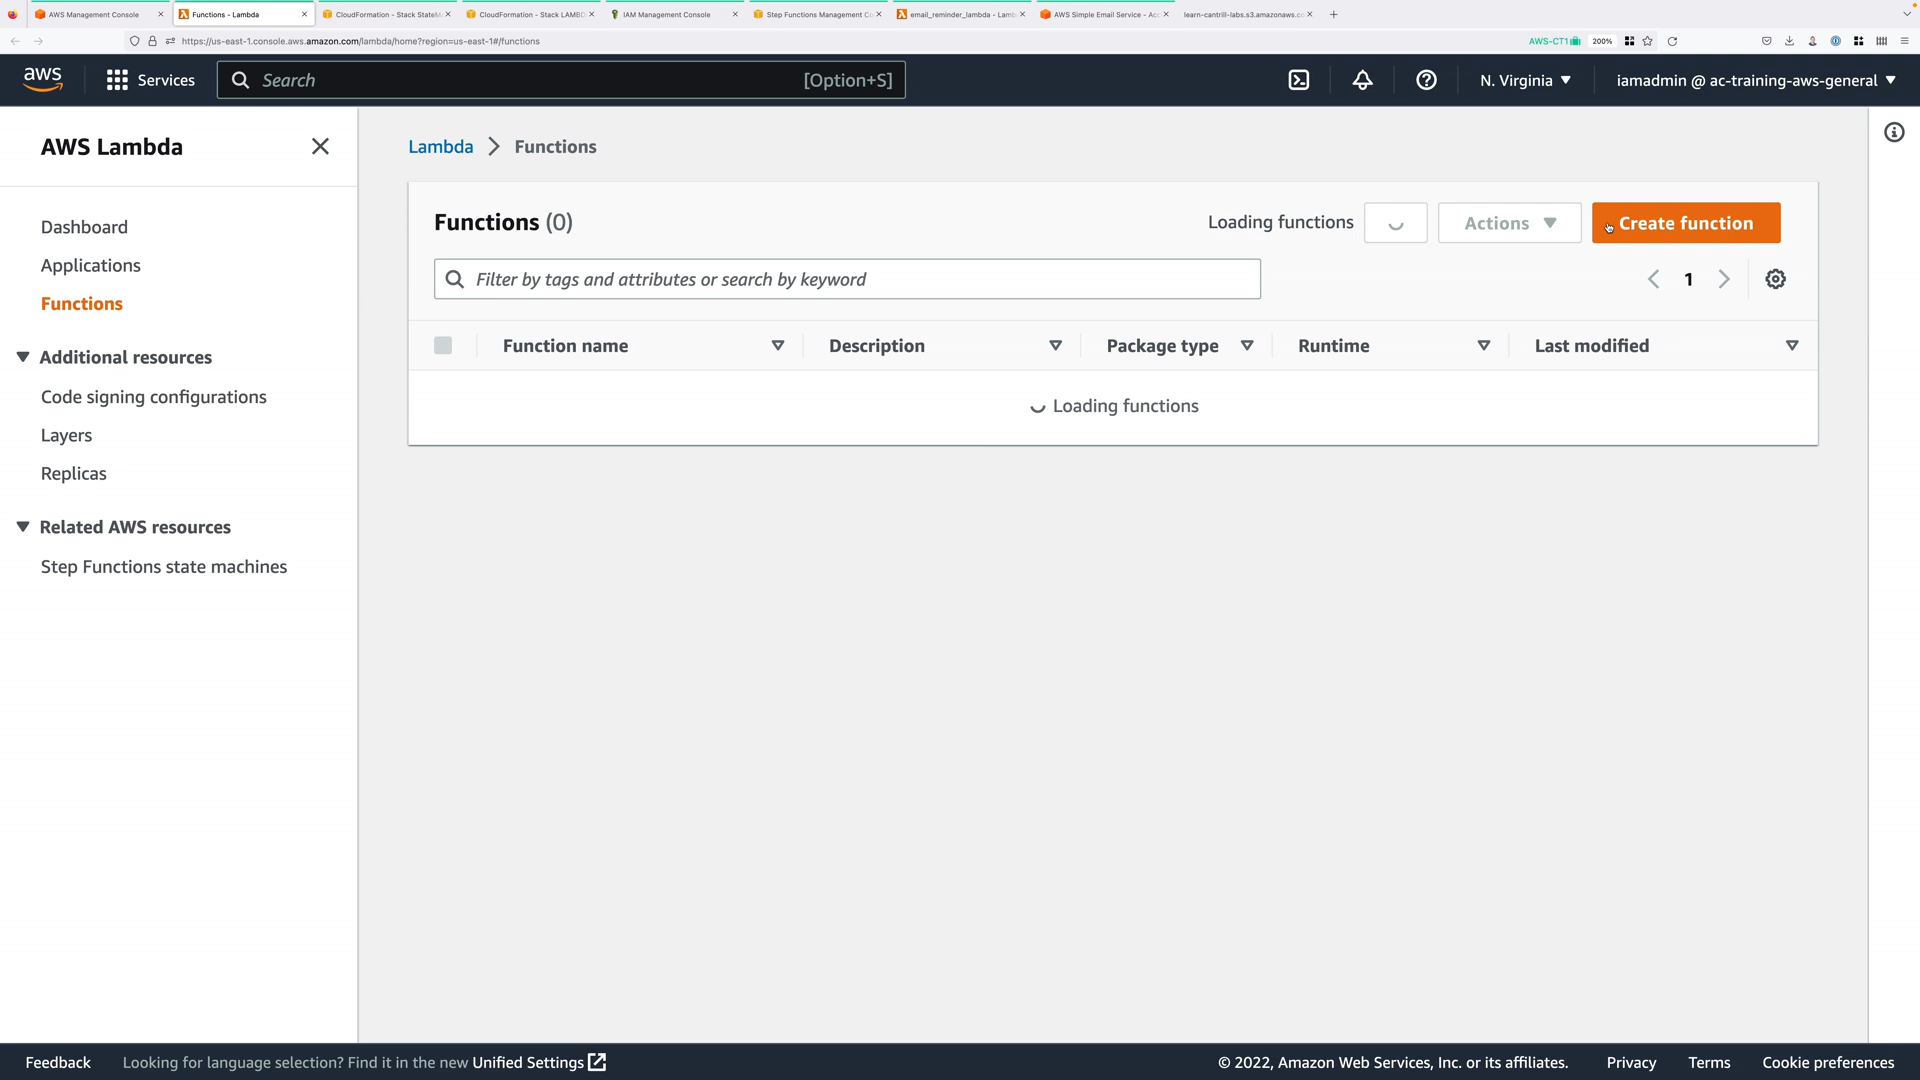 AWS Management Console
Functions - Lambda
CloudFormation - Stack StateM
CloudFormation - Stack LAMBD
IAM Management Console
Step Functions Management Co
email_reminder_lambda - Lamb
AWS Simple Email Service - Acc
learn-cantrill-labs.s3.amazonaws.co
https://us-east-1.console.aws.amazon.com/lambda/home?region=us-east-1#/functions
AWS-CT1
200%
aws
Services
Search
[Option+S]
N. Virginia
iamadmin @ ac-training-aws-general
AWS Lambda
Dashboard
Applications
Functions
Additional resources
Code signing configurations
Layers
Replicas
Related AWS resources
Step Functions state machines
Lambda > Functions
Functions (0)
Loading functions
Actions
Create function
Filter by tags and attributes or search by keyword
1
Function name
Description
Package type
Runtime
Last modified
Loading functions
Feedback
Looking for language selection? Find it in the new Unified Settings
© 2022, Amazon Web Services, Inc. or its affiliates.
Privacy
Terms
Cookie preferences